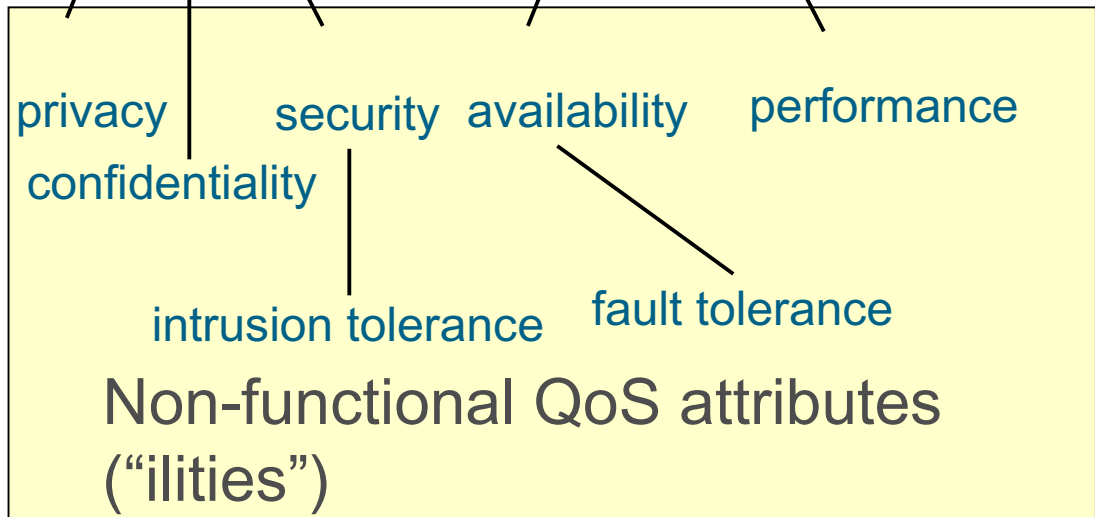 privacy
security
availability
performance
confidentiality
intrusion tolerance
fault tolerance
Non-functional QoS attributes
(“ilities”)